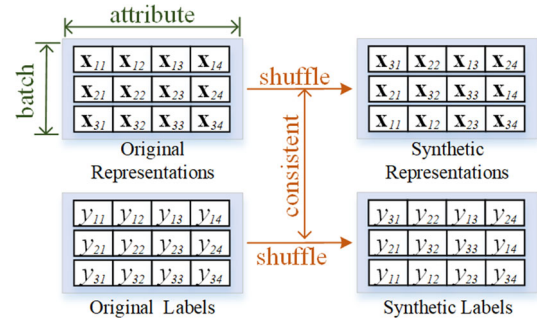 attribute
batch
x11 x12 x13 x14
x21 x22 x23 x24
x31 x32 x33 x34
Original
Representations
shuffle
consistent
shuffle
x31 x22 x13 x24
x21 x32 x33 x14
x11 x12 x23 x34
Synthetic
Representations
y11 y12 y13 y14
y21 y22 y23 y24
y31 y32 y33 y34
Original Labels
y31 y22 y13 y24
y21 y32 y33 y14
y11 y12 y23 y34
Synthetic Labels